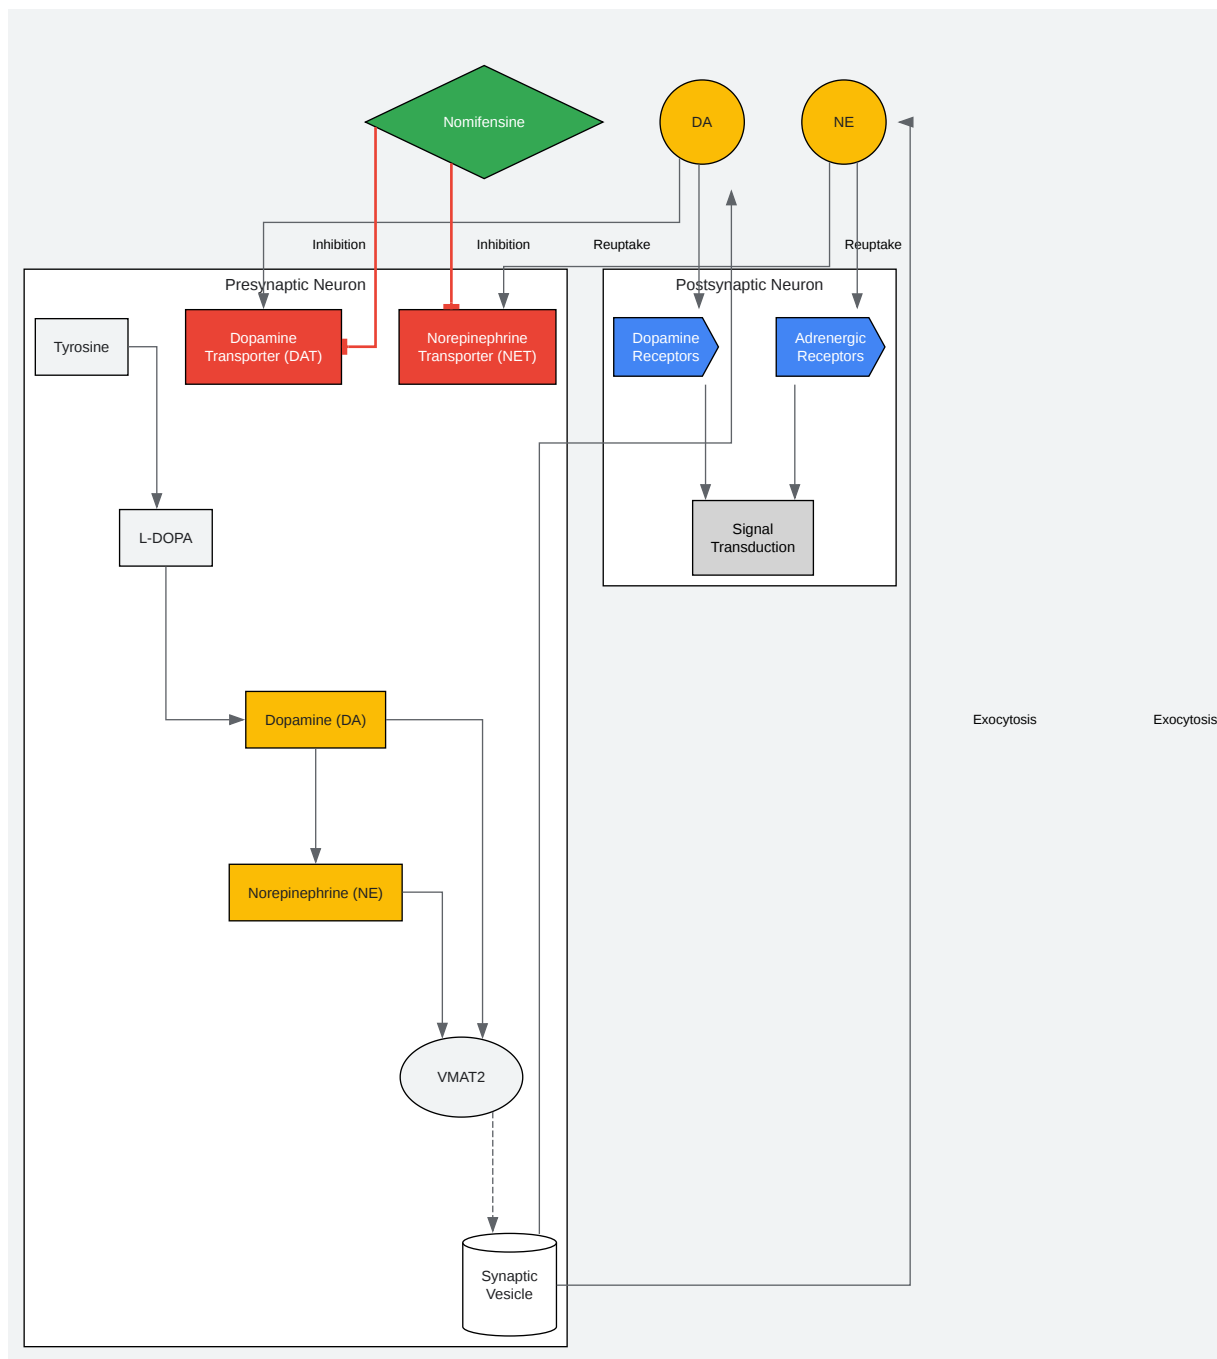 Nomifensine
DA
NE
Inhibition
Inhibition
Reuptake
Reuptake
Presynaptic Neuron
Postsynaptic Neuron
Tyrosine
Dopamine
Transporter (DAT)
Norepinephrine
Transporter (NET)
Dopamine
Receptors
Adrenergic
Receptors
L-DOPA
Signal
Transduction
Dopamine (DA)
Exocytosis
Exocytosis
Norepinephrine (NE)
VMAT2
Synaptic
Vesicle